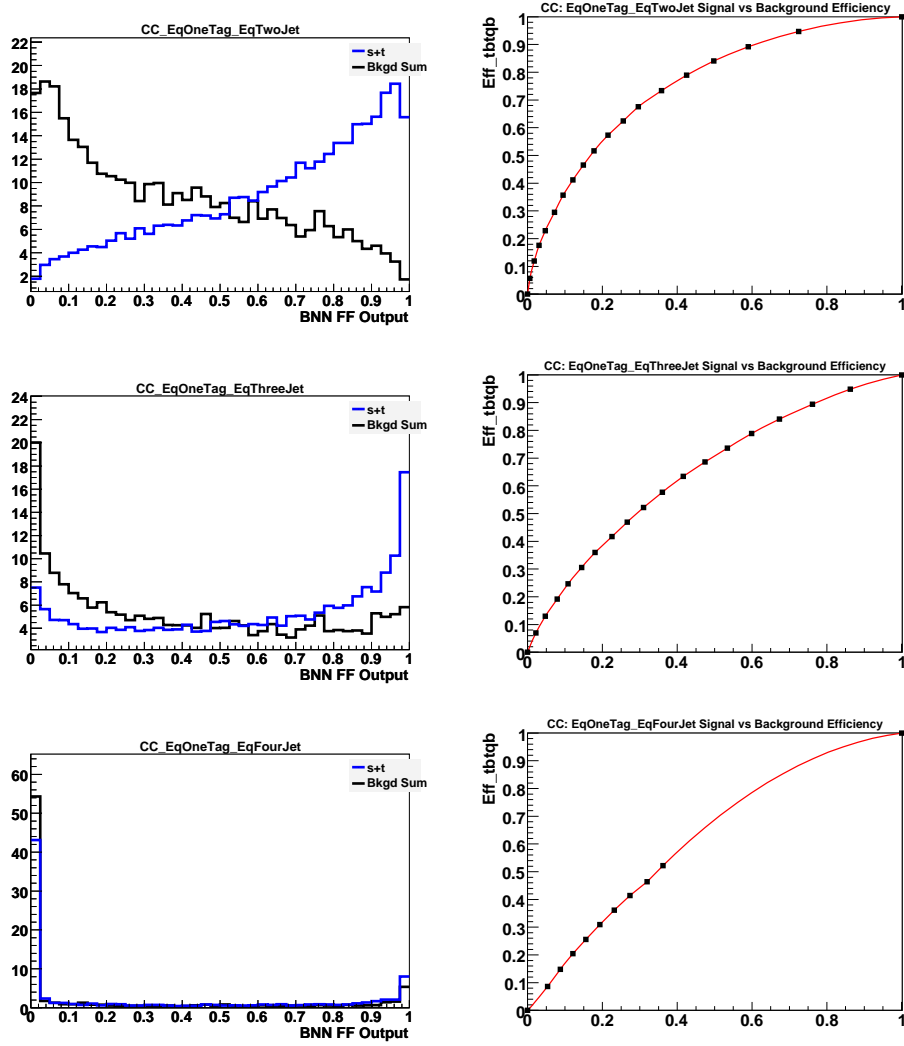 CC_EqOneTag_EqTwoJet
s+t
Bkgd Sum
22
20
18
16
14
12
10
8
6
4
2
0 0.1 0.2 0.3 0.4 0.5 0.6 0.7 0.8 0.9 1
BNN FF Output
CC: EqOneTag_EqTwoJet Signal vs Background Efficiency
Eff_tbtqb
1
0.9
0.8
0.7
0.6
0.5
0.4
0.3
0.2
0.1
0
0 0.2 0.4 0.6 0.8 1
CC_EqOneTag_EqThreeJet
s+t
Bkgd Sum
24
22
20
18
16
14
12
10
8
6
4
0 0.1 0.2 0.3 0.4 0.5 0.6 0.7 0.8 0.9 1
BNN FF Output
CC: EqOneTag_EqThreeJet Signal vs Background Efficiency
Eff_tbtqb
1
0.9
0.8
0.7
0.6
0.5
0.4
0.3
0.2
0.1
0
0 0.2 0.4 0.6 0.8 1
CC_EqOneTag_EqFourJet
s+t
Bkgd Sum
60
50
40
30
20
10
0
0 0.1 0.2 0.3 0.4 0.5 0.6 0.7 0.8 0.9 1
BNN FF Output
CC: EqOneTag_EqFourJet Signal vs Background Efficiency
Eff_tbtqb
1
0.9
0.8
0.7
0.6
0.5
0.4
0.3
0.2
0.1
0
0 0.2 0.4 0.6 0.8 1